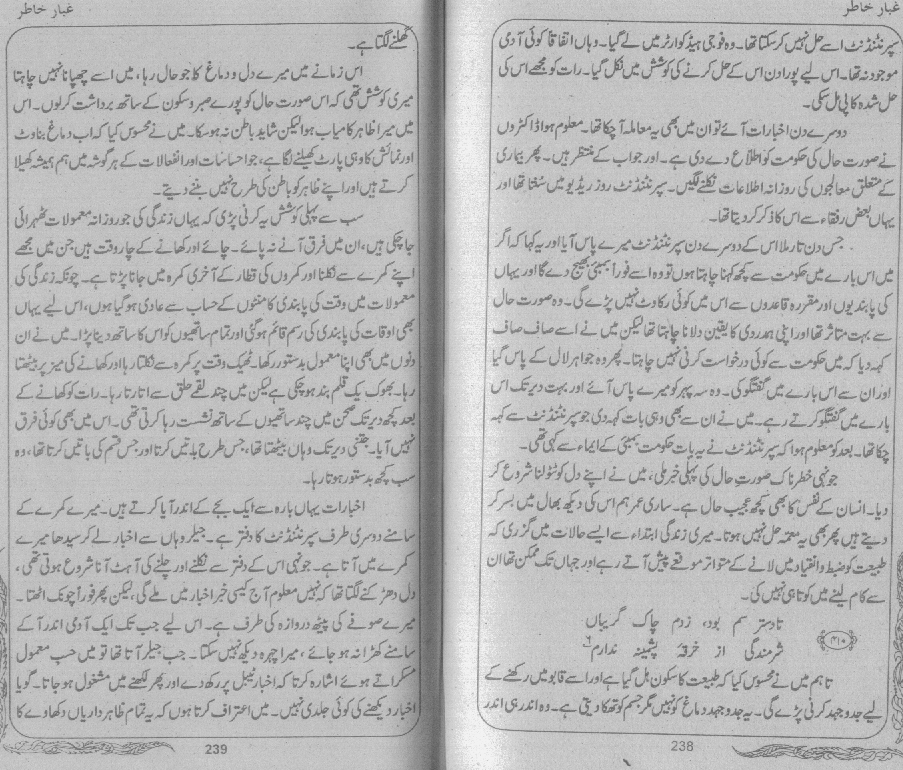 غبار خاطر
سپرنٹنڈنٹ اسے حل نہیں کرسکتا تھا۔ وہ فوجی ہیڈ کوارٹر میں لے گیا۔ وہاں اتفاقاً کوئی آدمی
موجود نہ تھا۔ اس لیے پورا دن اس کے حل کرنے کی کوشش میں نکل گیا۔ رات کو مجھے اس کی
حل شدہ کاپی مل سکی۔
دوسرے دن اخبارات آئے تو ان میں بھی یہ معاملہ آچکا تھا۔ معلوم ہوا ڈاکٹروں
نے صورت حال کی حکومت کو اطلاع دے دی ہے۔ اور جواب کے منتظر ہیں۔ پھر بیماری
کے متعلق معالجوں کی روزانہ اطلاعات نکلنے لگیں۔ سپرنٹنڈنٹ روز ریڈیو میں سُنتا تھا اور
یہاں بعض رفقاء سے اس کا ذکر کردیتا تھا۔
جس دن تار ملا اس کے دوسرے دن سپرنٹنڈنٹ میرے پاس آیا اور یہ کہا کہ اگر
میں اس بارے میں حکومت سے کچھ کہنا چاہتا ہوں تو وہ اسے فوراً بمبئی بھیج دے گا اور یہاں
کی پابندیوں اور مقررہ قاعدوں سے اس میں کوئی رکاوٹ نہیں پڑے گی۔ وہ صورت حال
سے بہت متاثر تھا اور اپنی ہمدردی کا یقین دلانا چاہتا تھا لیکن میں نے اسے صاف صاف
کہہ دیا کہ میں حکومت سے کوئی درخواست کرنی نہیں چاہتا۔ پھر وہ جواہر لال کے پاس گیا
اور ان سے اس بارے میں گفتگو کی۔ وہ سہ پہر کو میرے پاس آئے اور بہت دیر تک اس
بارے میں گفتگو کرتے رہے۔ میں نے ان سے بھی وہی بات کہہ دی جو سپرنٹنڈنٹ سے کہہ
چکا تھا۔ بعد کو معلوم ہوا کہ سپرنٹنڈنٹ نے یہ بات حکومت بمبئی کے ایماء سے کہی تھی۔
جونہی خطرناک صورتِ حال کی پہلی خبر ملی، میں نے اپنے دل کو ٹٹولنا شروع کر
دیا۔ انسان کے نفس کا بھی کچھ عجیب حال ہے۔ ساری عمر ہم اس کی دیکھ بھال میں بسر کر
دیتے ہیں پھر بھی یہ معمہ حل نہیں ہوتا۔ میری زندگی ابتداء سے ایسے حالات میں گزری کہ
طبیعت کو ضبط و انقیاد میں لانے کے متواتر موقعے پیش آتے رہے اور جہاں تک ممکن تھا ان
سے کام لینے میں کوتاہی نہیں کی۔
تا دسترسم بود، زدم چاک گریباں
شرمندگی از خرقۂ پشمینہ ندارم
۳۱۰
تاہم میں نے محسوس کیا کہ طبیعت کا سکون ہل گیا ہے اور اسے قابو میں رکھنے کے
لیے جدوجہد کرنی پڑے گی۔ یہ جدوجہد دماغ کو نہیں مگر جسم کو تھکا دیتی ہے۔ وہ اندر ہی اندر
238
غبار خاطر
گھلنے لگتا ہے۔
اس زمانے میں میرے دل و دماغ کا جو حال رہا، میں اسے چھپانا نہیں چاہتا
میری کوشش تھی کہ اس صورت حال کو پورے صبر و سکون کے ساتھ برداشت کرلوں۔ اس
میں میرا ظاہر کامیاب ہوا لیکن شاید باطن نہ ہوسکا۔ میں نے محسوس کیا کہ اب دماغ بناوٹ
اور نمائش کا وہی پارٹ کھیلنے لگا ہے، جو احساسات اور انفعالات کے ہر گوشہ میں ہم ہمیشہ کھیلا
کرتے ہیں اور اپنے ظاہر کو باطن کی طرح نہیں بننے دیتے۔
سب سے پہلی کوشش یہ کرنی پڑی کہ یہاں زندگی کی جو روزانہ معمولات ٹھہرائی
جاچکی ہیں، ان میں فرق آنے نہ پائے۔ چائے اور کھانے کے چار وقت ہیں جن میں مجھے
اپنے کمرے سے نکلنا اور کمروں کی قطار کے آخری کمرہ میں جانا پڑتا ہے۔ چونکہ زندگی کی
معمولات میں وقت کی پابندی کا منٹوں کے حساب سے عادی ہوگیا ہوں، اس لیے یہاں
بھی اوقات کی پابندی کی رسم قائم ہوگئی اور تمام ساتھیوں کو اس کا ساتھ دینا پڑا۔ میں نے ان
دنوں میں بھی اپنا معمول بدستور رکھا۔ ٹھیک وقت پر کمرہ سے نکلتا رہا اور کھانے کی میز پر بیٹھتا
رہا۔ بھوک یک قلم بند ہوچکی ہے لیکن میں چند لقمے حلق سے اتارتا رہا۔ رات کو کھانے کے
بعد کچھ دیر تک صحن میں چند ساتھیوں کے ساتھ نشست رہا کرتی تھی۔ اس میں بھی کوئی فرق
نہیں آیا۔ جتنی دیر تک وہاں بیٹھتا تھا، جس طرح باتیں کرتا اور جس قسم کی باتیں کرتا تھا، وہ
سب کچھ بدستور ہوتا رہا۔
اخبارات یہاں بارہ سے ایک بجے کے اندر آیا کرتے ہیں۔ میرے کمرے کے
سامنے دوسری طرف سپرنٹنڈنٹ کا دفتر ہے۔ جیلر وہاں سے اخبار لے کر سیدھا میرے
کمرے میں آتا ہے۔ جونہی اس کے دفتر سے نکلنے اور چلنے کی آہٹ آنا شروع ہوتی تھی،
دل دھڑکنے لگتا تھا کہ نہیں معلوم آج کیسی خبر اخبار میں ملے گی، لیکن پھر فوراً چونک اٹھتا۔
میرے صوفے کی پیٹھ دروازہ کی طرف ہے۔ اس لیے جب تک ایک آدمی اندر آکے
سامنے کھڑا نہ ہوجائے، میرا چہرہ دیکھ نہیں سکتا۔ جب جیلر آتا تھا تو میں حسب معمول
مسکراتے ہوئے اشارہ کرتا کہ اخبار ٹیبل پر رکھ دے اور پھر لکھنے میں مشغول ہوجاتا۔ گویا
اخبار دیکھنے کی کوئی جلدی نہیں۔ میں اعتراف کرتا ہوں کہ یہ تمام ظاہرداریاں دکھاوے کا
239